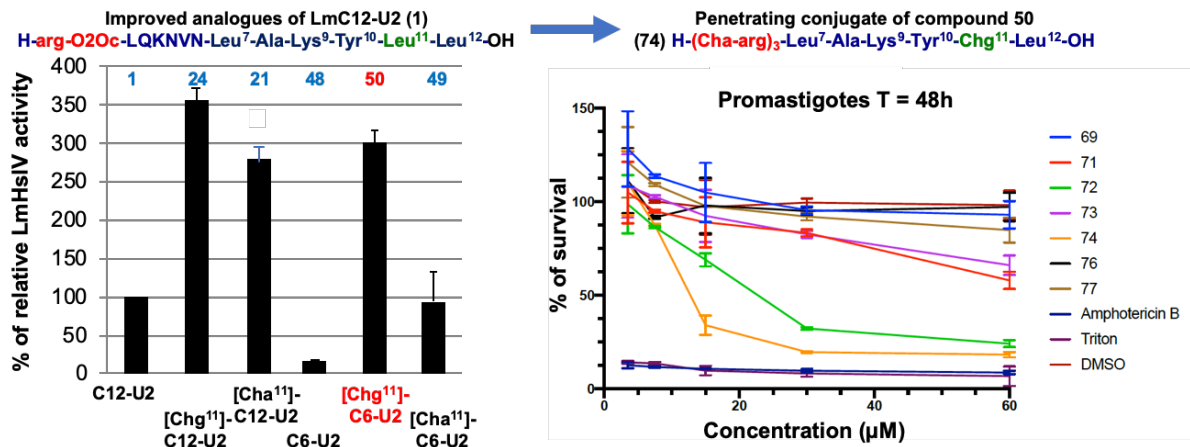 Improved analogues of LmC12-U2 (1)
H-arg-O2Oc-LQKNVN-Leu⁷-Ala-Lys⁹-Tyr¹⁰-Leu¹¹-Leu¹²-OH
Penetrating conjugate of compound 50
(74) H-(Cha-arg)₃-Leu⁷-Ala-Lys⁹-Tyr¹⁰-Chg¹¹-Leu¹²-OH
% of relative LmHslV activity
400
350
300
250
200
150
100
50
0
1 24 21 48 50 49
C12-U2
[Chg¹¹]-
C12-U2
[Cha¹¹]-
C12-U2
C6-U2
[Chg¹¹]-
C6-U2
[Cha¹¹]-
C6-U2
Promastigotes T = 48h
% of survival
150
100
50
0
0 20 40 60
Concentration (µM)
69
71
72
73
74
76
77
Amphotericin B
Triton
DMSO